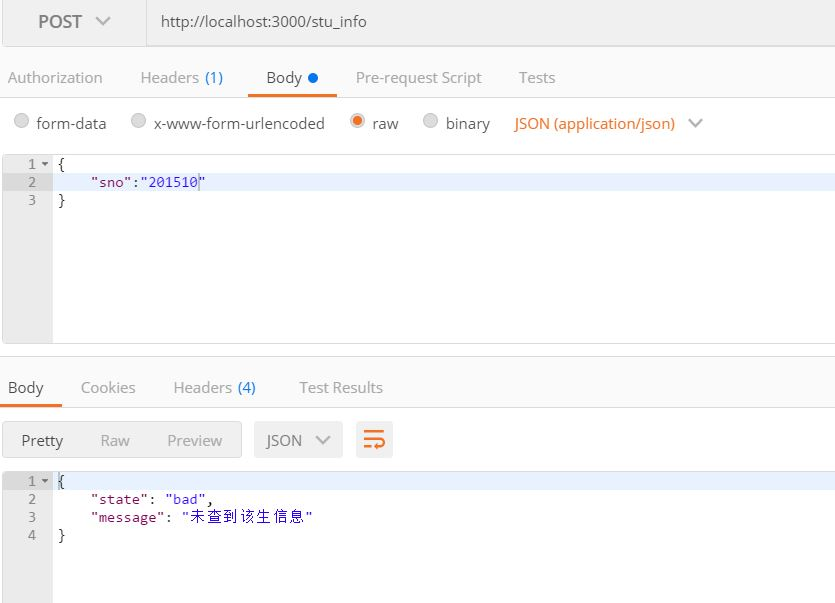 POST http://localhost:3000/stu_info
Authorization Headers (1) Body Pre-request Script Tests
form-data x-www-form-urlencoded raw binary JSON (application/json)
1 {
2 "sno":"201510"
3 }
Body Cookies Headers (4) Test Results
Pretty Raw Preview JSON
1 {
2 "state": "bad",
3 "message": "未查到该生信息"
4 }